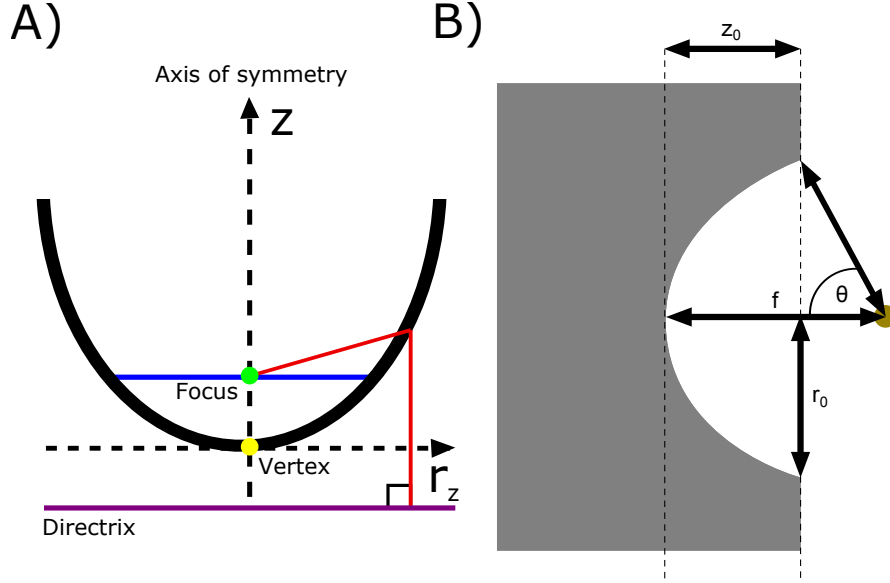 A)
Axis of symmetry
z
Focus
Vertex
r_z
Directrix
B)
z₀
f
θ
r₀